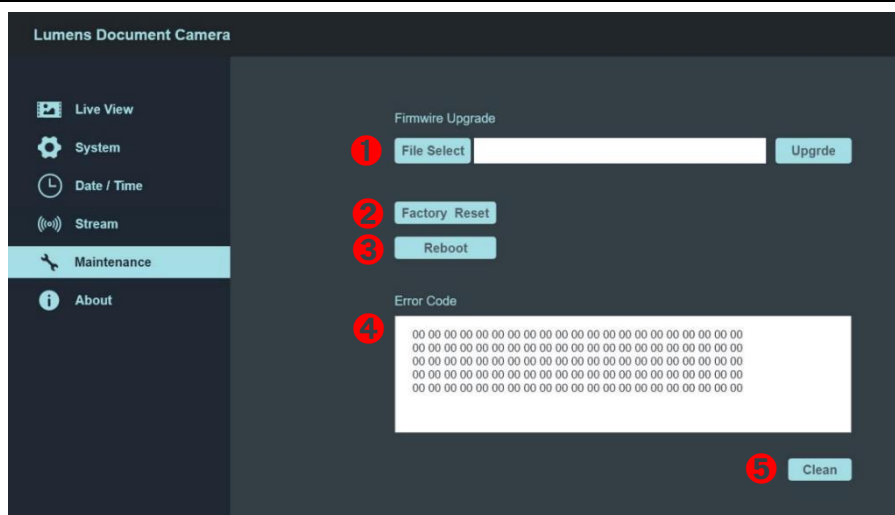 Lumens Document Camera
Live View
System
Date / Time
Stream
Maintenance
About
Firmwire Upgrade
1 File Select Upgrde
2 Factory Reset
3 Reboot
Error Code
4
00 00 00 00 00 00 00 00 00 00 00 00 00 00 00 00 00 00 00 00 00
00 00 00 00 00 00 00 00 00 00 00 00 00 00 00 00 00 00 00 00 00
00 00 00 00 00 00 00 00 00 00 00 00 00 00 00 00 00 00 00 00 00
00 00 00 00 00 00 00 00 00 00 00 00 00 00 00 00 00 00 00 00 00
00 00 00 00 00 00 00 00 00 00 00 00 00 00 00 00 00 00 00 00 00
5 Clean